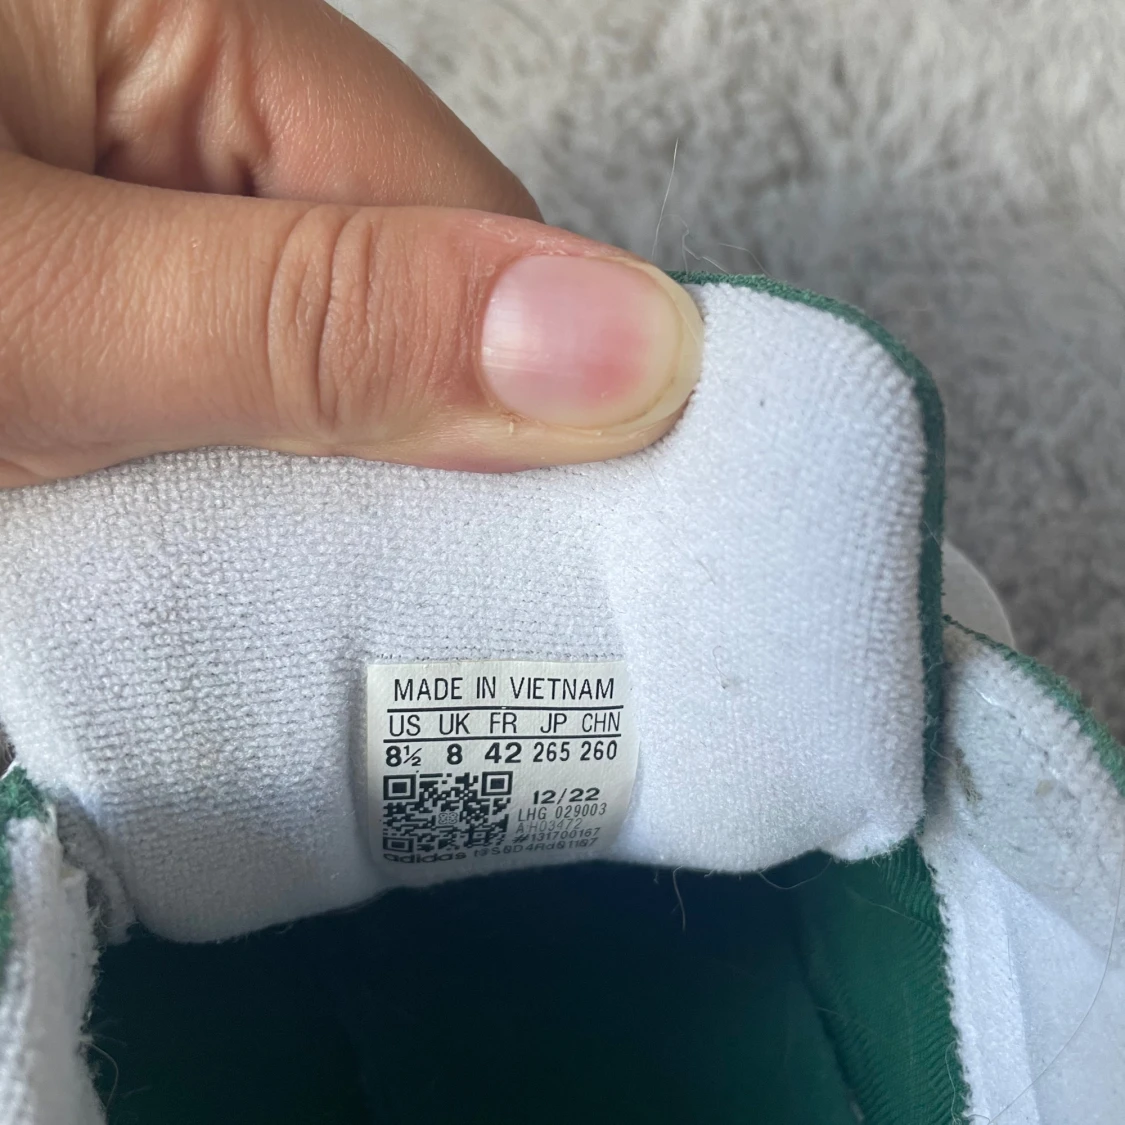 MADE IN VIETNAM
US UK FR JP CHN
8½ 8 42 265 260
12/22
LHG 029003
#131700167
adidas